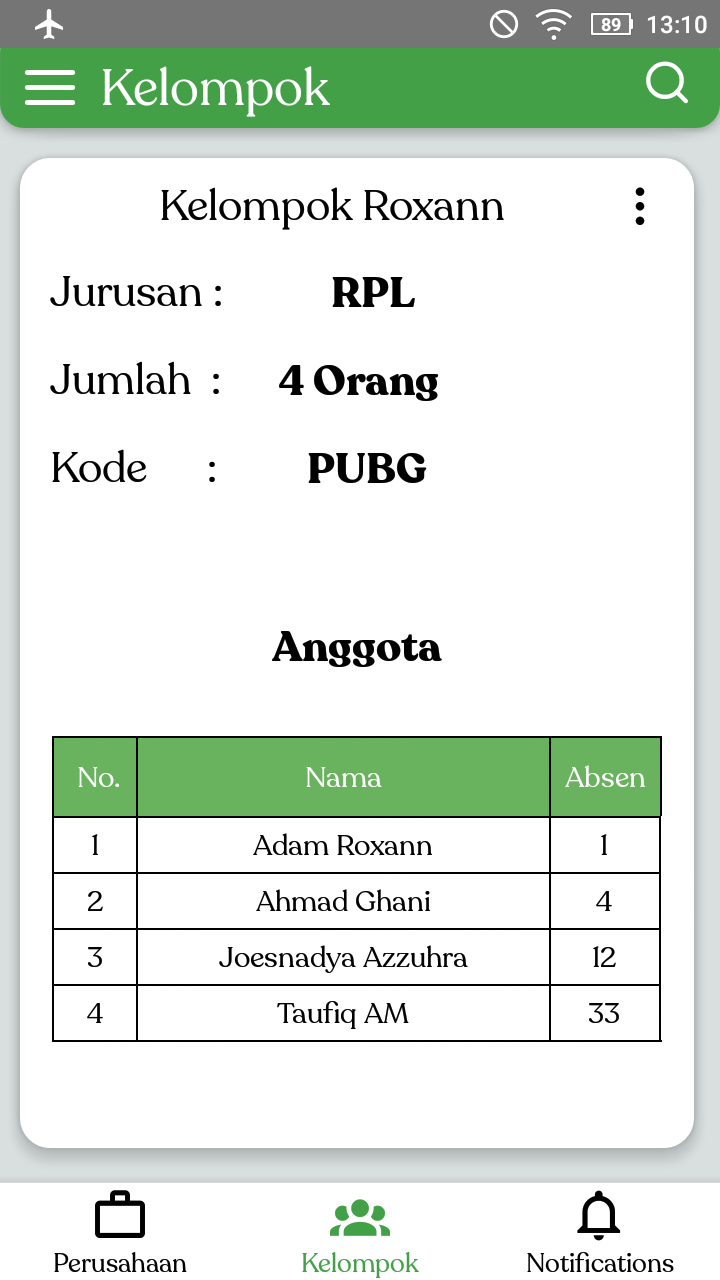 89 13:10
Kelompok
Kelompok Roxann
Jurusan : RPL
Jumlah : 4 Orang
Kode : PUBG
Anggota
No. Nama Absen
1 Adam Roxann 1
2 Ahmad Ghani 4
3 Joesnadya Azzuhra 12
4 Taufiq AM 33
Perusahaan Kelompok Notifications